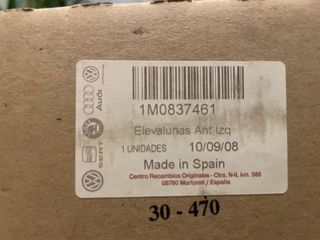 Audi
SEAT
1M0837461
Elevalunas Ant Izq
1 UNIDADES 10/09/08
Made in Spain
Centro Recambios Originales - Ctra. N-II, km. 585
08760 Martorell / España
30 - 470